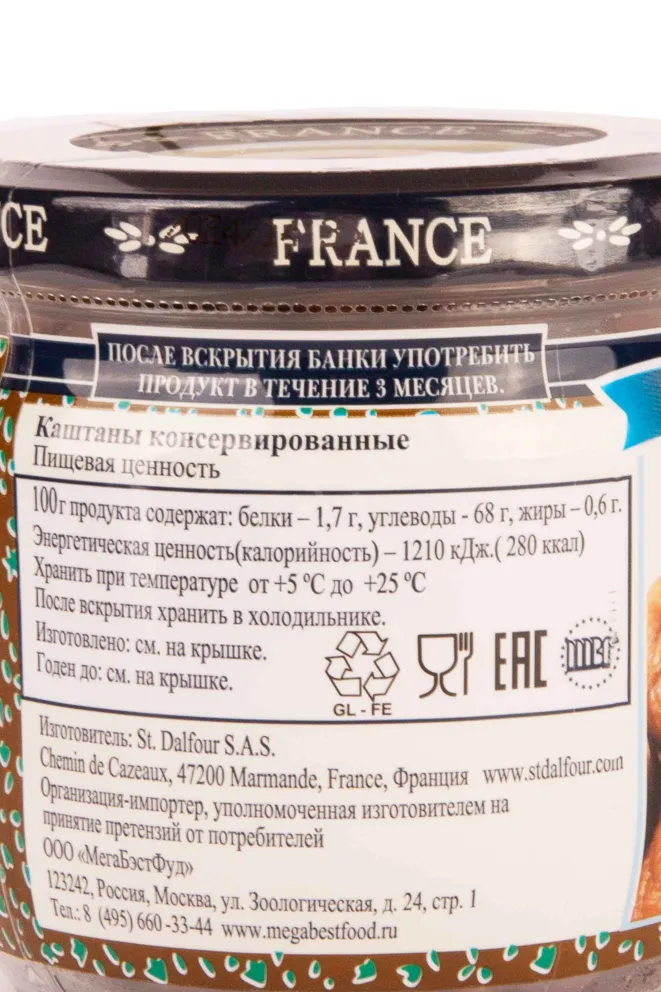 FRANCE
CE FRANCE
ПОСЛЕ ВСКРЫТИЯ БАНКИ УПОТРЕБИТЬ
ПРОДУКТ В ТЕЧЕНИЕ 3 МЕСЯЦЕВ.
Каштаны консервированные
Пищевая ценность
100г продукта содержат: белки – 1,7 г, углеводы - 68 г, жиры – 0,6 г.
Энергетическая ценность(калорийность) – 1210 кДж.( 280 ккал)
Хранить при температуре от +5 ºС до +25 ºС
После вскрытия хранить в холодильнике.
Изготовлено: см. на крышке.
Годен до: см. на крышке.
GL - FE
EAC
Изготовитель: St. Dalfour S.A.S.
Chemin de Cazeaux, 47200 Marmande, France, Франция www.stdalfour.com
Организация-импортер, уполномоченная изготовителем на
принятие претензий от потребителей
ООО «МегаБэстФуд»
123242, Россия, Москва, ул. Зоологическая, д. 24, стр. 1
Тел.: 8 (495) 660 -33-44 www.megabestfood.ru